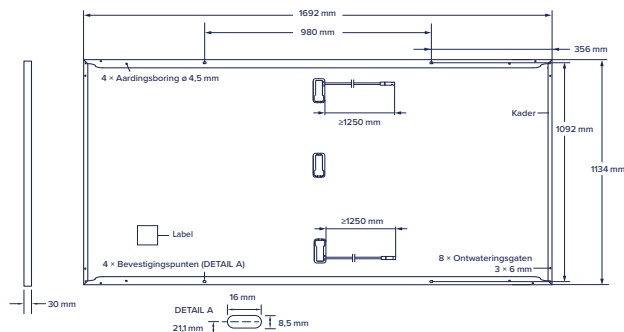 1692 mm
980 mm
356 mm
4 × Aardingsboring ø 4,5 mm
Kader
≥1250 mm
1092 mm
1134 mm
≥1250 mm
Label
4 × Bevestigingspunten (DETAIL A)
8 × Ontwateringsgaten
3 × 6 mm
30 mm
DETAIL A
16 mm
21,1 mm
8,5 mm